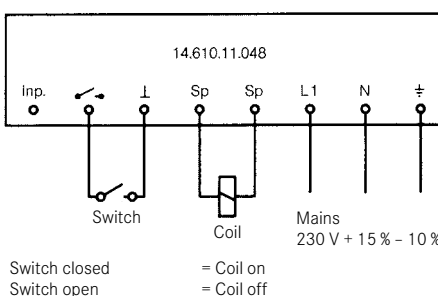 14.610.11.048
Inp. ⊥ Sp Sp L1 N ⏚
Switch
Coil
Mains
230 V + 15 % – 10 %
Switch closed = Coil on
Switch open = Coil off